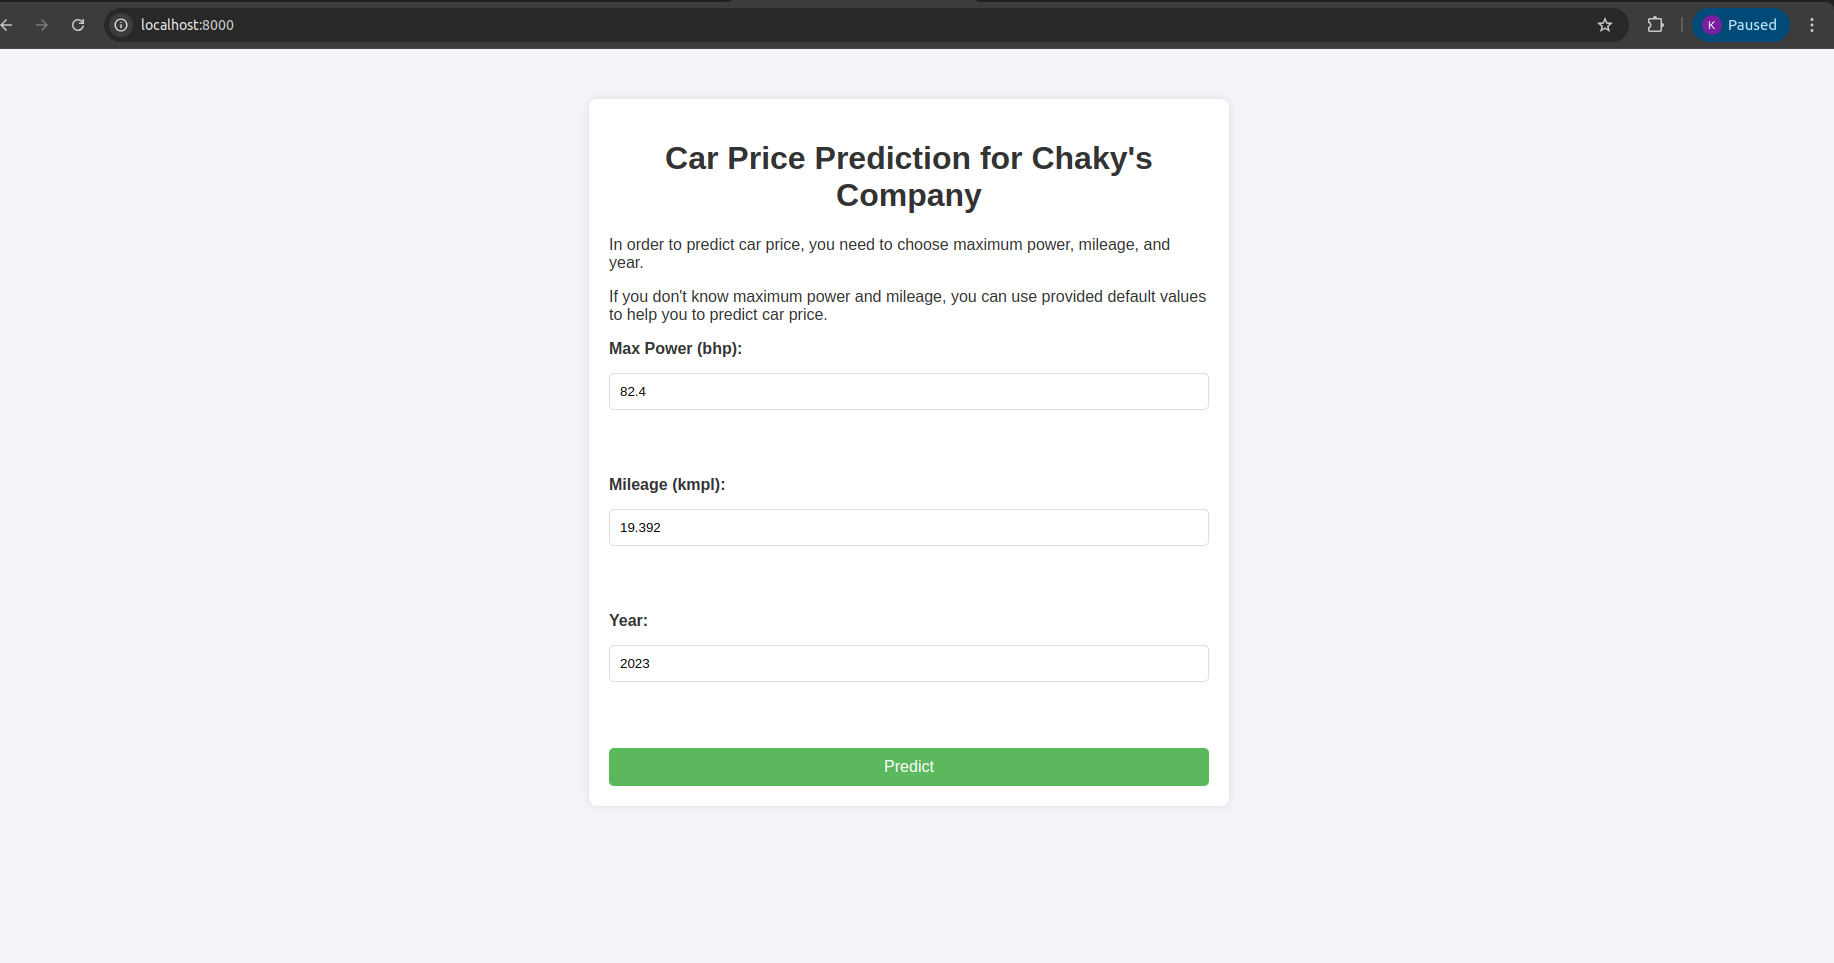 localhost:8000
K Paused
Car Price Prediction for Chaky's
Company
In order to predict car price, you need to choose maximum power, mileage, and
year.
If you don't know maximum power and mileage, you can use provided default values
to help you to predict car price.
Max Power (bhp):
82.4
Mileage (kmpl):
19.392
Year:
2023
Predict